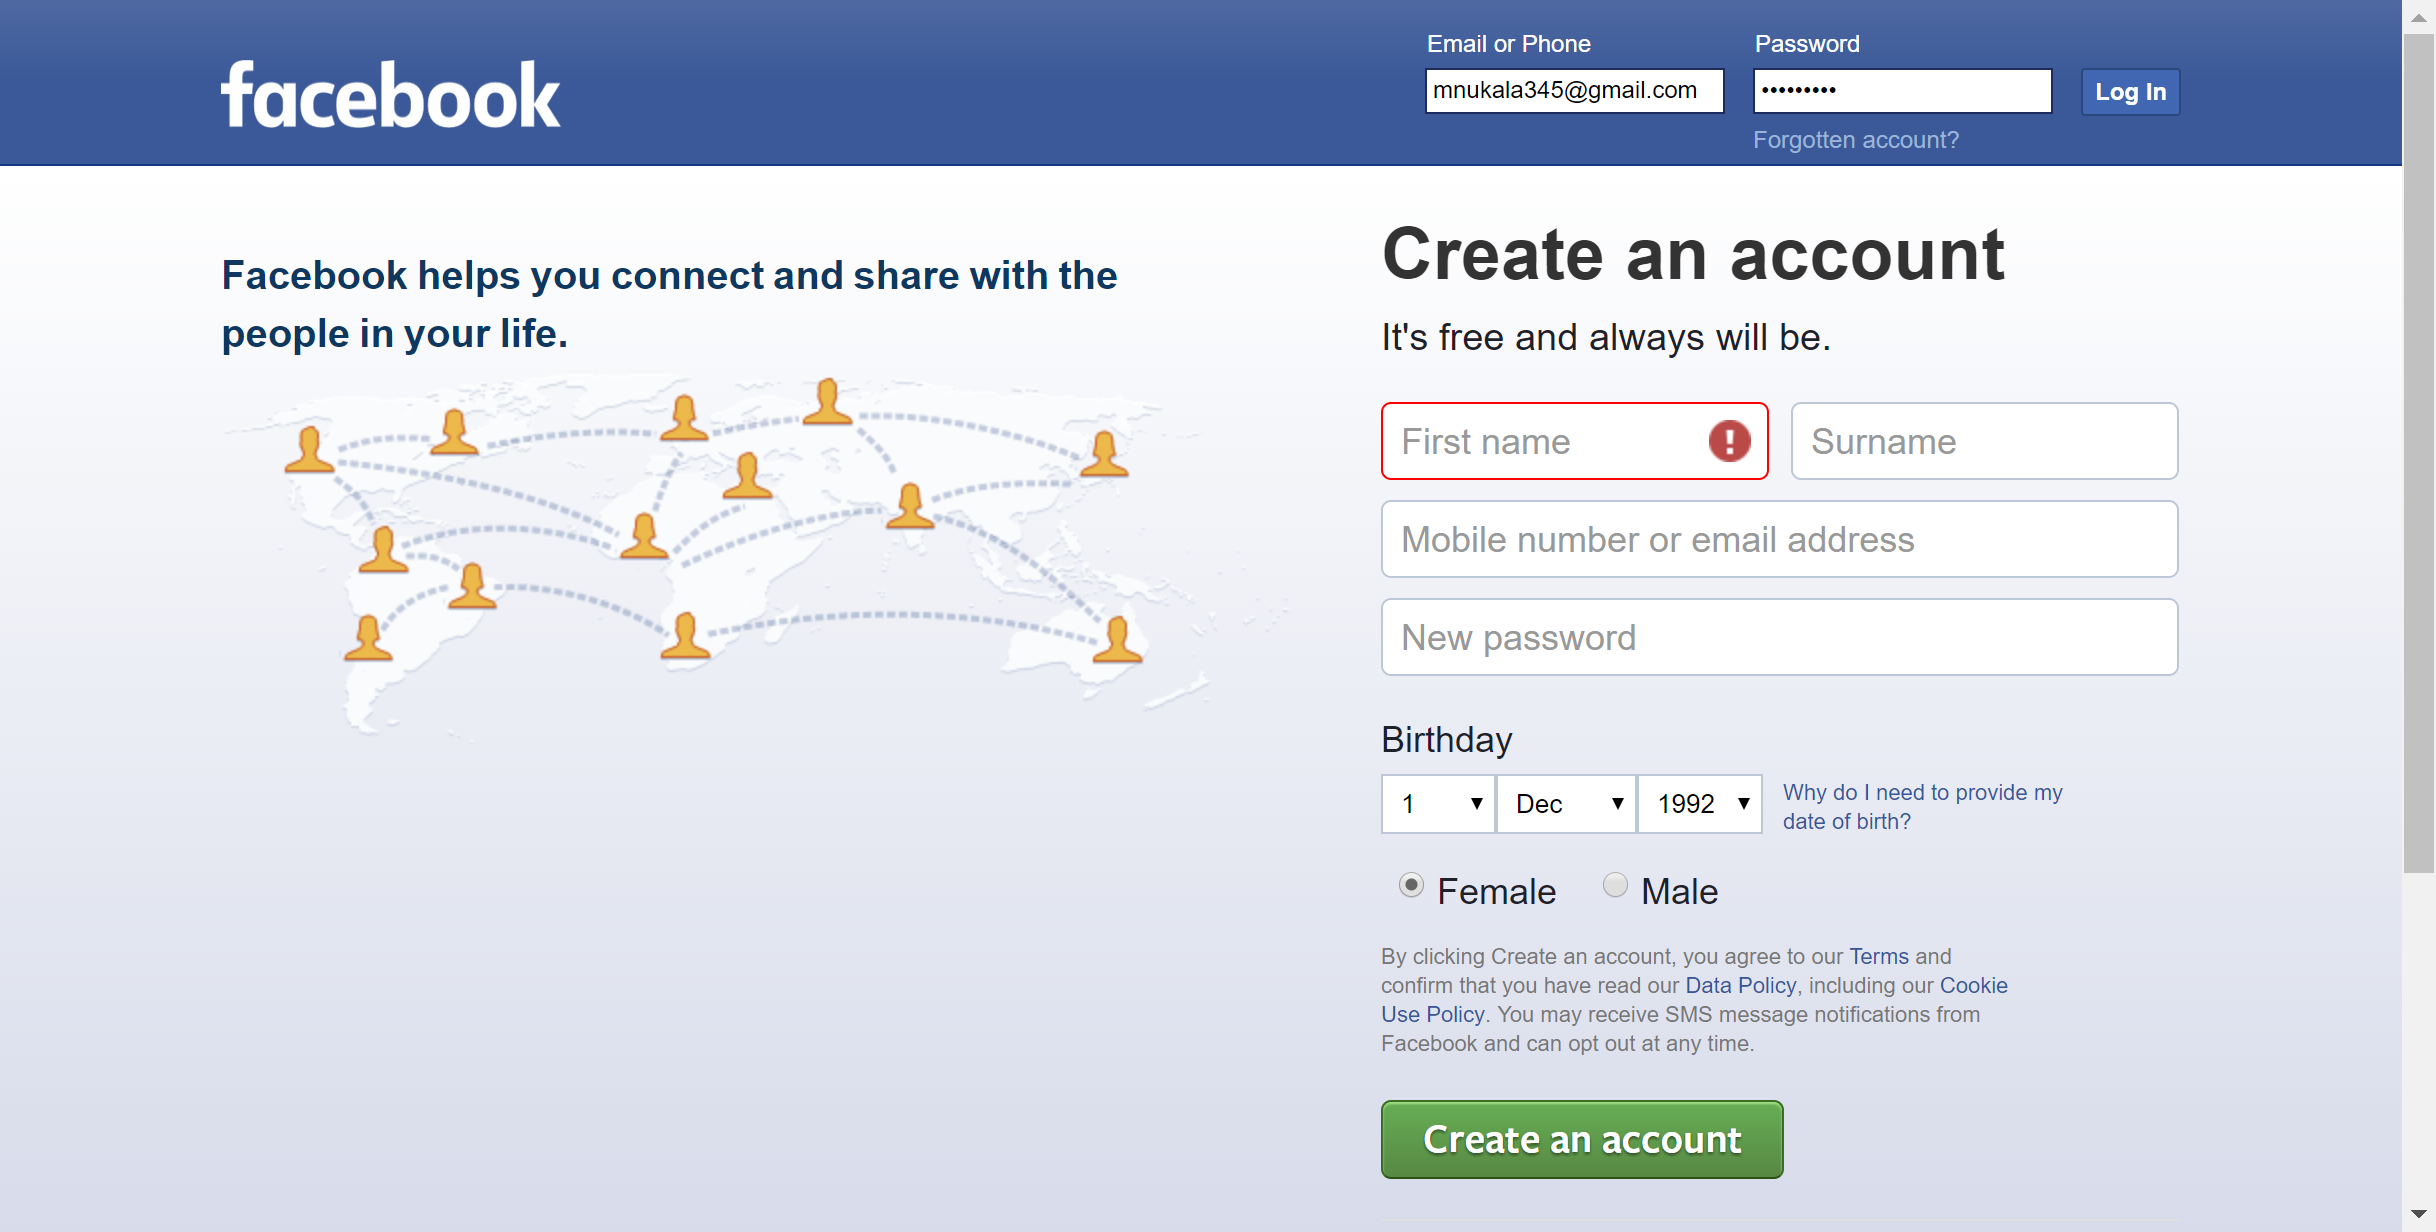 facebook
Email or Phone
Password
mnukala345@gmail.com
•••••••••
Log In
Forgotten account?
Facebook helps you connect and share with the
people in your life.
Create an account
It's free and always will be.
First name
Surname
Mobile number or email address
New password
Birthday
1
Dec
1992
Why do I need to provide my
date of birth?
Female
Male
By clicking Create an account, you agree to our Terms and
confirm that you have read our Data Policy, including our Cookie
Use Policy. You may receive SMS message notifications from
Facebook and can opt out at any time.
Create an account